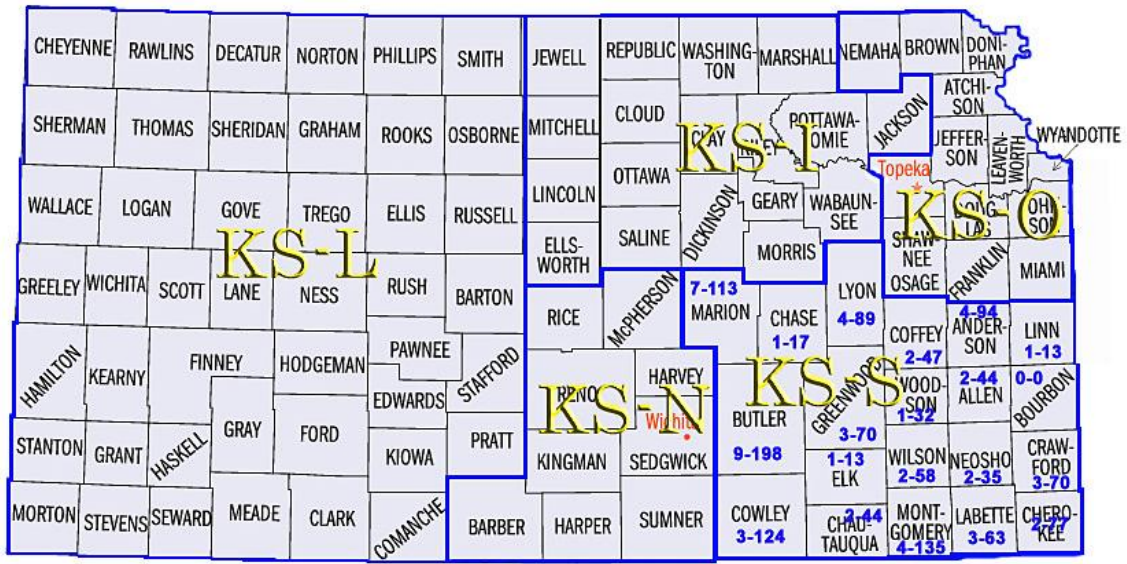 CHEYENNE RAWLINS DECATUR NORTON PHILLIPS SMITH JEWELL REPUBLIC WASHING-
TON MARSHALL NEMAHA BROWN DONI-
PHAN
ATCHI-
SON
SHERMAN THOMAS SHERIDAN GRAHAM ROOKS OSBORNE MITCHELL CLOUD POTTAWA-
OMIE JACKSON JEFFER-
SON LEAVEN-
WORTH WYANDOTTE
KS-I
Topeka
LINCOLN OTTAWA
WALLACE LOGAN GOVE TREGO ELLIS RUSSELL DICKINSON GEARY WABAUN-
SEE
KS-O
KS-L
ELLS-
WORTH SALINE MORRIS SHAW-
NEE
OSAGE FRANKLIN MIAMI
GREELEY WICHITA SCOTT LANE NESS RUSH BARTON
RICE McPHERSON 7-113
MARION CHASE
1-17 LYON
4-89 COFFEY
2-47 4-94
ANDER-
SON LINN
1-13
HAMILTON KEARNY FINNEY HODGEMAN PAWNEE STAFFORD
EDWARDS
KS-N
HARVEY
Wichita
KS-S
BUTLER
9-198 GREENWOOD
3-70 WOOD-
SON
1-32 2-44
ALLEN 0-0
BOURBON
STANTON GRANT HASKELL GRAY FORD KIOWA PRATT KINGMAN SEDGWICK
1-13
ELK WILSON
2-58 NEOSHO
2-35 CRAW-
FORD
3-70
MORTON STEVENS SEWARD MEADE CLARK COMANCHE BARBER HARPER SUMNER COWLEY
3-124 2-44
CHAU-
TAUQUA MONT-
GOMERY
4-135 LABETTE
3-63 CHERO-
KEE
2-77